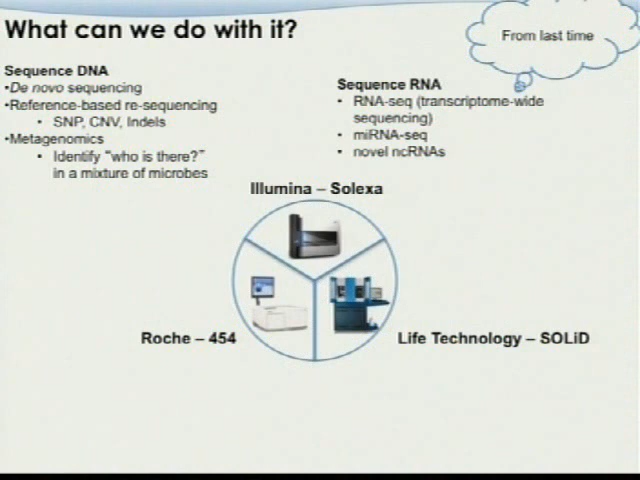 What can we do with it?
From last time
Sequence DNA
•De novo sequencing
•Reference-based re-sequencing
• SNP, CNV, Indels
•Metagenomics
• Identify "who is there?"
in a mixture of microbes
Sequence RNA
• RNA-seq (transcriptome-wide
sequencing)
• miRNA-seq
• novel ncRNAs
Illumina – Solexa
Roche – 454
Life Technology – SOLiD